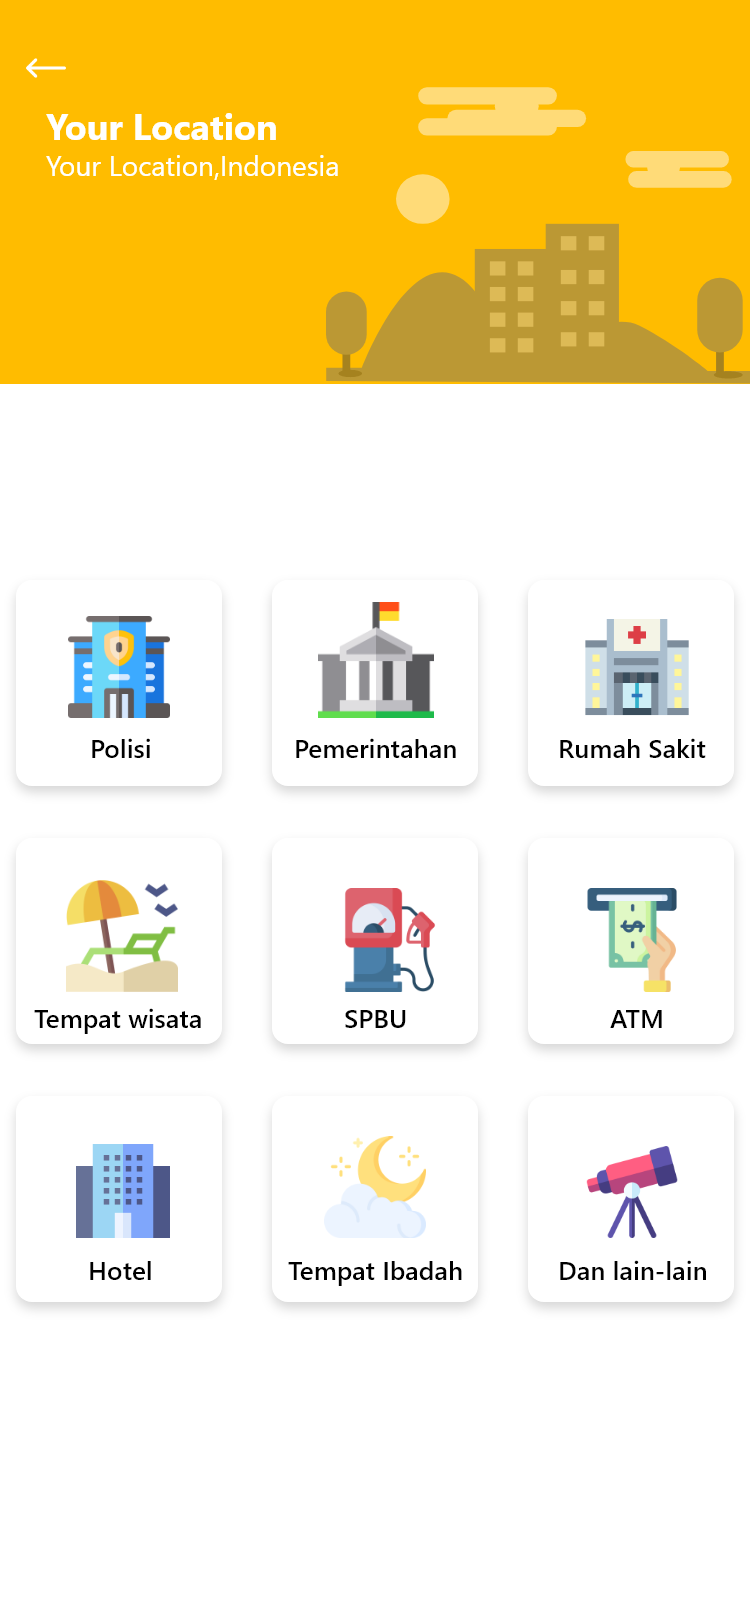 Your Location
Your Location,Indonesia
Polisi
Pemerintahan
Rumah Sakit
Tempat wisata
SPBU
ATM
Hotel
Tempat Ibadah
Dan lain-lain